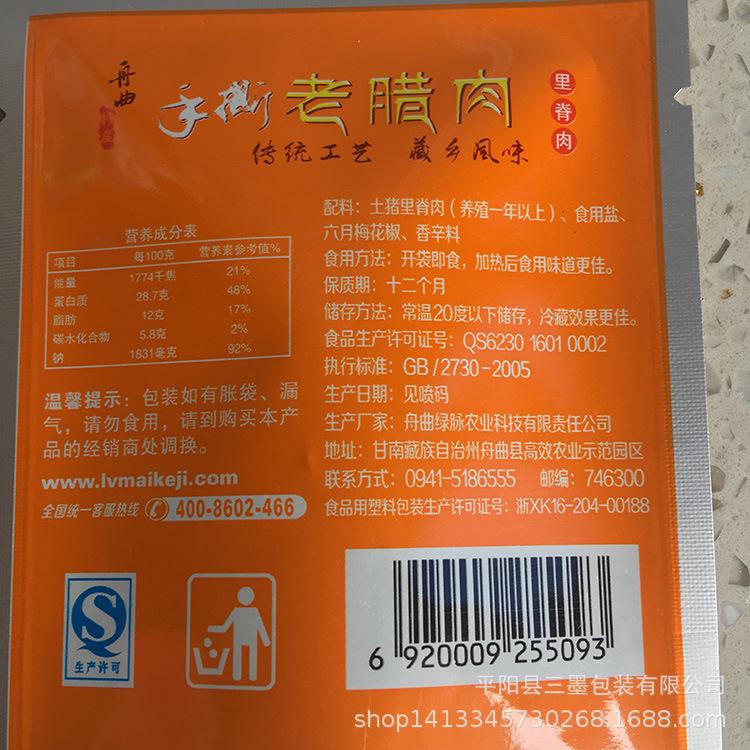 舟曲
手撕老腊肉
里脊肉
传统工艺 藏乡风味
营养成分表
项目 每100克 营养素参考值%
能量 1774千焦 21%
蛋白质 28.7克 48%
脂肪 12克 17%
碳水化合物 5.8克 2%
钠 1831毫克 92%
温馨提示：包装如有胀袋、漏
气，请勿食用，请到购买本产
品的经销商处调换。
www.lvmaikeji.com
全国统一客服热线 400-8602-466
配料：土猪里脊肉（养殖一年以上）、食用盐、
六月梅花椒、香辛料
食用方法：开袋即食，加热后食用味道更佳。
保质期：十二个月
储存方法：常温20度以下储存，冷藏效果更佳。
食品生产许可证号：QS6230 1601 0002
执行标准：GB/2730-2005
生产日期：见喷码
生产厂家：舟曲绿脉农业科技有限责任公司
地址：甘南藏族自治州舟曲县高效农业示范园区
联系方式：0941-5186555 邮编：746300
食品用塑料包装生产许可证号：浙XK16-204-00188
生产许可
6 920009 255093
平阳县三墨包装有限公司
shop1413345730268.1688.com